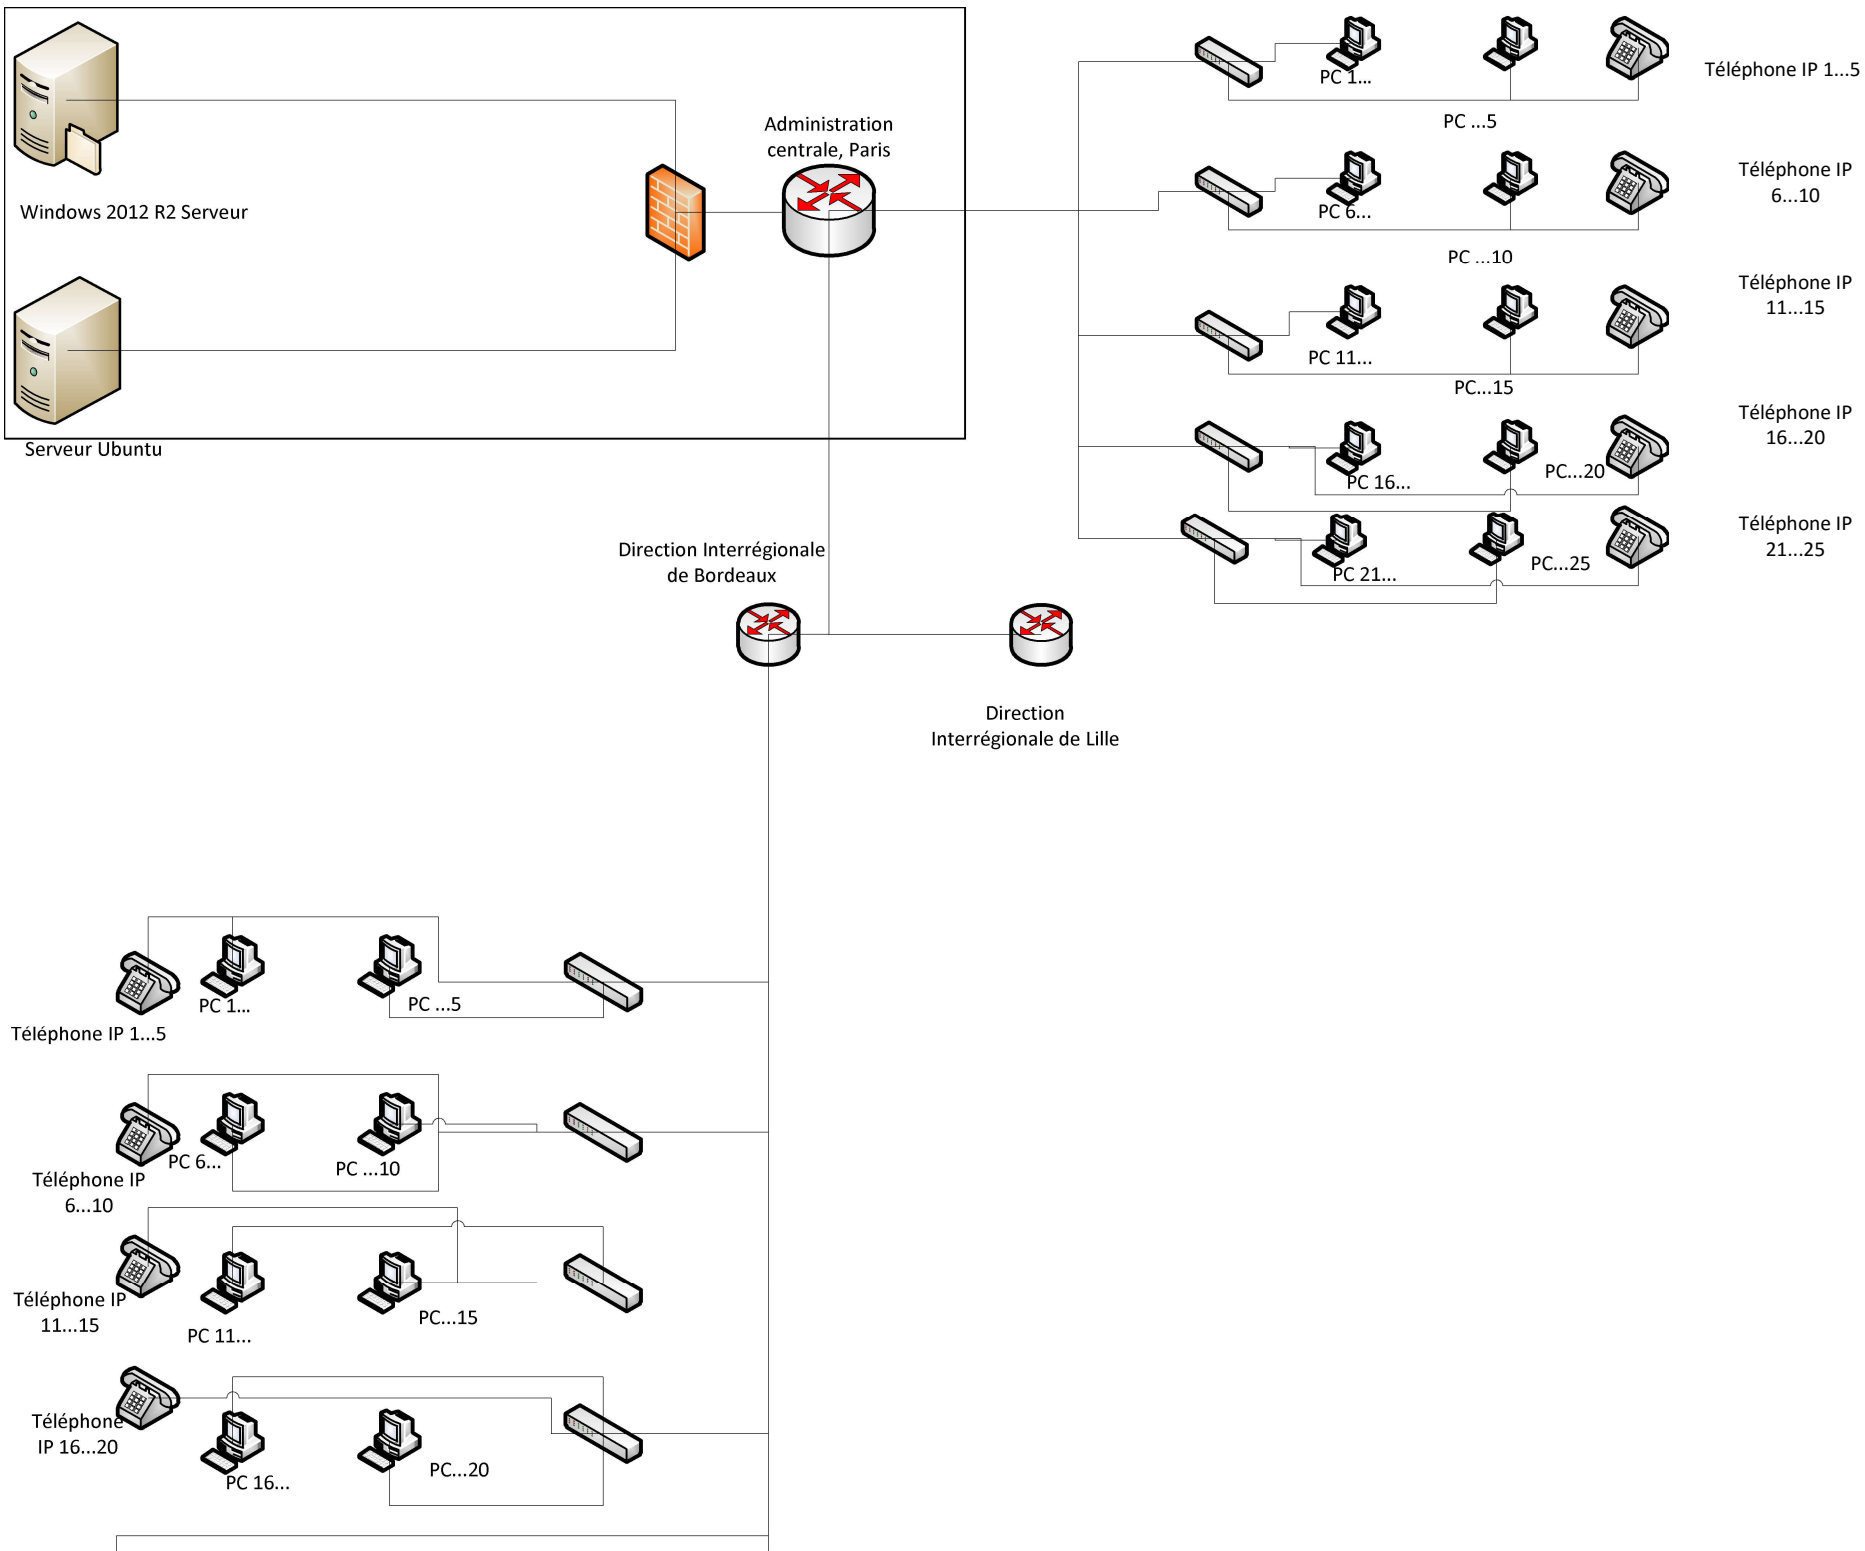 Administration
centrale, Paris
Windows 2012 R2 Serveur
Serveur Ubuntu
PC 1...
PC ...5
Téléphone IP 1...5
PC 6...
PC ...10
Téléphone IP
6...10
PC 11...
PC...15
Téléphone IP
11...15
PC 16...
PC...20
Téléphone IP
16...20
PC 21...
PC...25
Téléphone IP
21...25
Direction Interrégionale
de Bordeaux
Direction
Interrégionale de Lille
PC 1...
PC ...5
Téléphone IP 1...5
PC 6...
PC ...10
Téléphone IP
6...10
Téléphone IP
11...15
PC 11...
PC...15
Téléphone
IP 16...20
PC 16...
PC...20